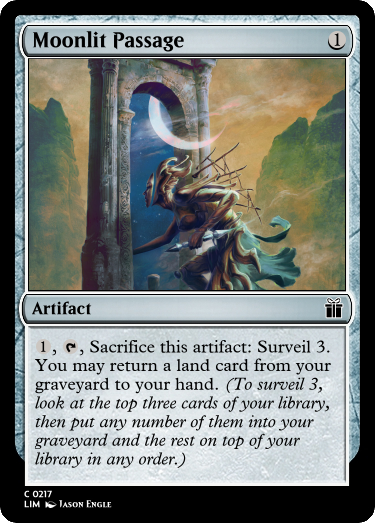 Moonlit Passage 1
Artifact
1, T, Sacrifice this artifact: Surveil 3.
You may return a land card from your
graveyard to your hand. (To surveil 3,
look at the top three cards of your library,
then put any number of them into your
graveyard and the rest on top of your
library in any order.)
C 0217
LIM Jason Engle